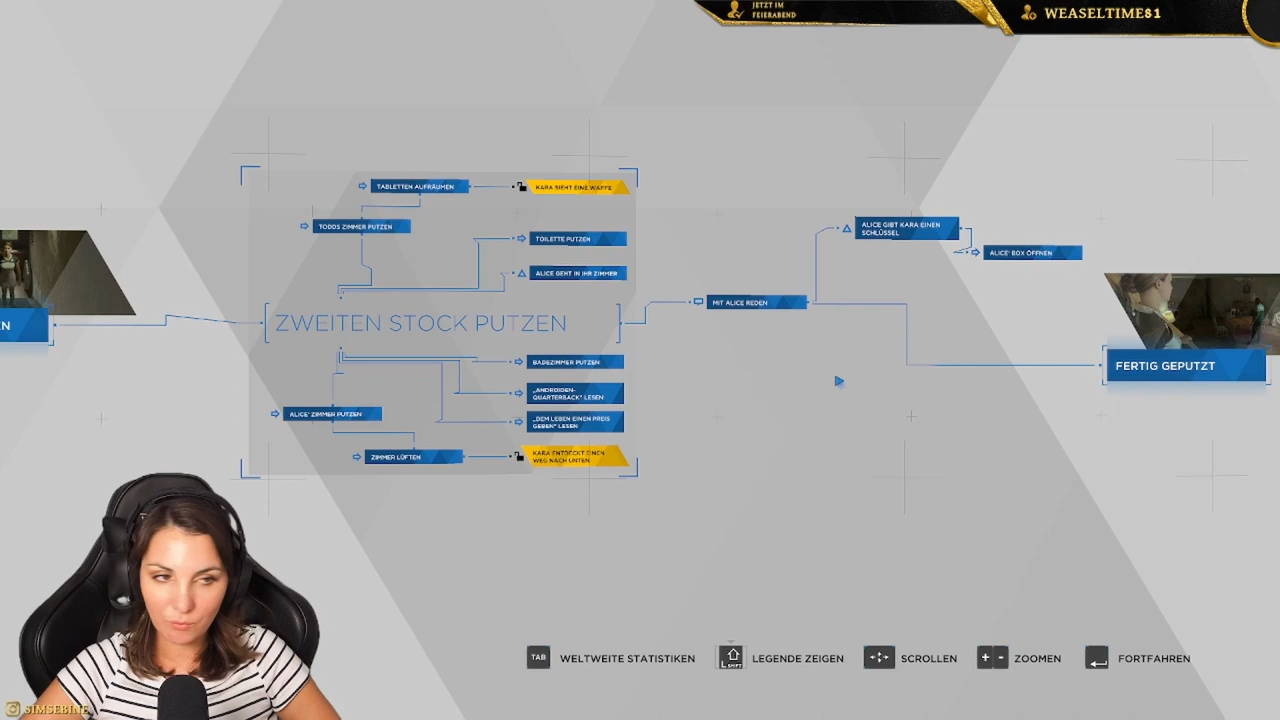 JETZT IM
FEIERABEND
WEASELTIME81
TABLETTEN AUFRÄUMEN
KARA SIEHT EINE WAFFE
TODDS ZIMMER PUTZEN
TOILETTE PUTZEN
ALICE GEHT IN IHR ZIMMER
ALICE GIBT KARA EINEN
SCHLÜSSEL
ALICE' BOX ÖFFNEN
MIT ALICE REDEN
EN
ZWEITEN STOCK PUTZEN
BADEZIMMER PUTZEN
FERTIG GEPUTZT
„ANDROIDEN-
QUARTERBACK“ LESEN
ALICE' ZIMMER PUTZEN
„DEM LEBEN EINEN PREIS
GEBEN“ LESEN
ZIMMER LÜFTEN
KARA ENTDECKT EINEN
WEG NACH UNTEN
TAB WELTWEITE STATISTIKEN
L SHIFT LEGENDE ZEIGEN
SCROLLEN
+ - ZOOMEN
FORTFAHREN
SIMSEBINE